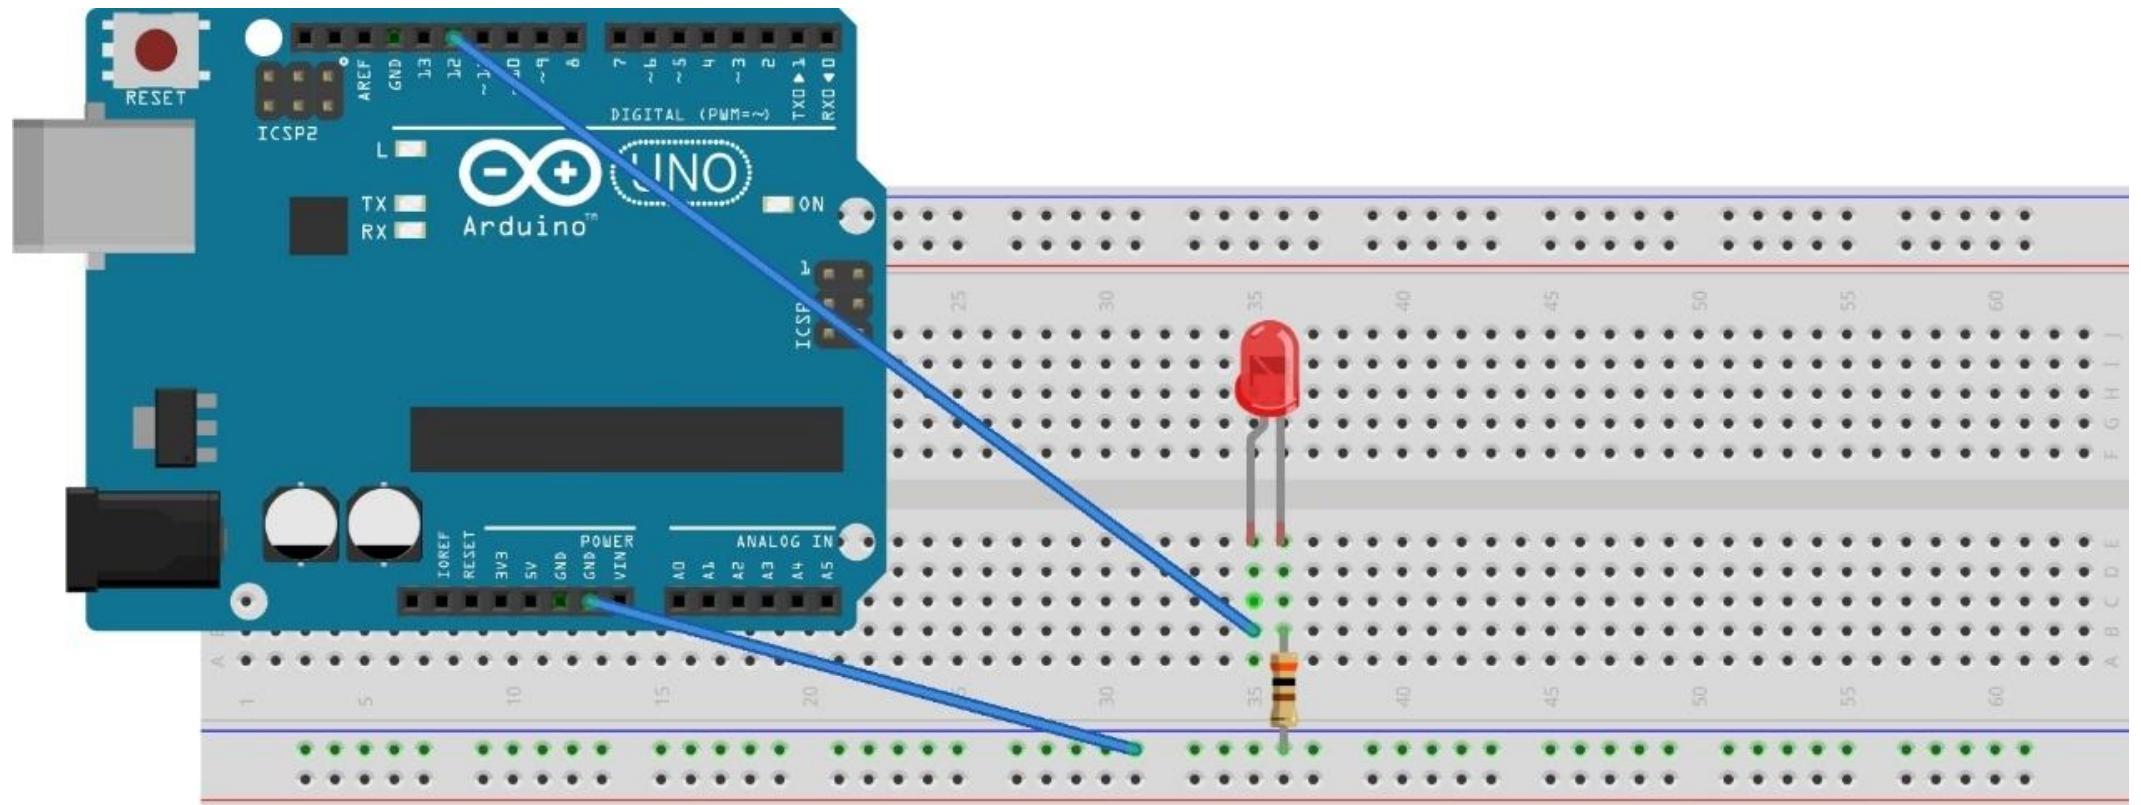 RESET
ICSP2
AREF
GND
13
12
~9
8
7
~6
~5
4
~3
2
TX0▶1
RX0◀0
DIGITAL (PWM=~)
L
TX
RX
Arduino™
UNO
ON
1
ICSP
IOREF
RESET
3V3
5V
GND
GND
VIN
POWER
A0
A1
A2
A3
A4
A5
ANALOG IN
25
30
35
40
45
50
55
60
J
I
H
G
F
E
D
C
B
A
A
1
5
10
15
20
30
35
40
45
50
55
60